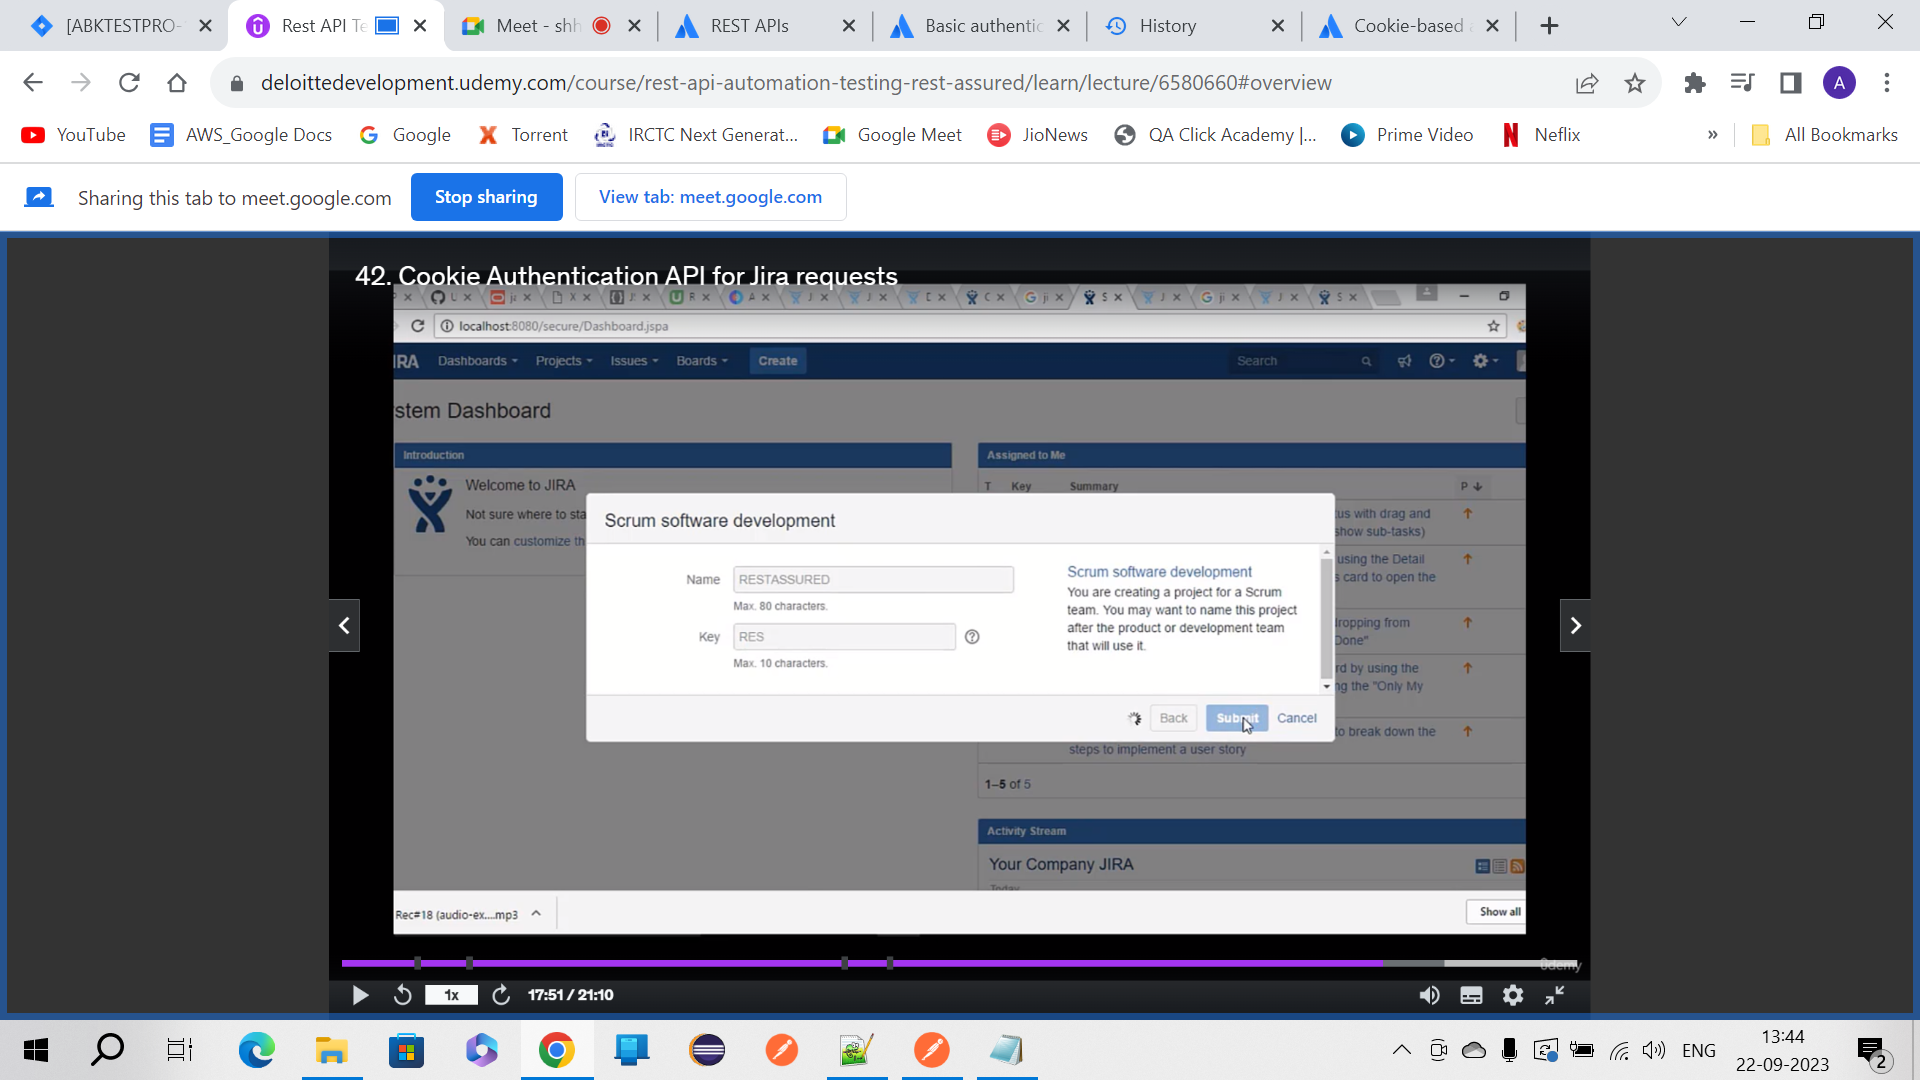 [ABKTESTPRO-
Rest API Te
Meet - shh
REST APIs
Basic authentic
History
Cookie-based a
deloittedevelopment.udemy.com/course/rest-api-automation-testing-rest-assured/learn/lecture/6580660#overview
A
YouTube
AWS_Google Docs
Google
Torrent
IRCTC Next Generat...
Google Meet
JioNews
QA Click Academy |...
Prime Video
Neflix
»
All Bookmarks
Sharing this tab to meet.google.com
Stop sharing
View tab: meet.google.com
42. Cookie Authentication API for Jira requests
localhost:8080/secure/Dashboard.jspa
IRA
Dashboards
Projects
Issues
Boards
Create
Search
stem Dashboard
Introduction
Assigned to Me
Welcome to JIRA
T Key Summary P
Not sure where to sta
You can customize th
Scrum software development
Name
RESTASSURED
Max. 80 characters.
Key
RES
Max. 10 characters.
Scrum software development
You are creating a project for a Scrum
team. You may want to name this project
after the product or development team
that will use it.
Back
Submit
Cancel
tus with drag and
show sub-tasks)
using the Detail
s card to open the
dropping from
Done"
rd by using the
ng the "Only My
to break down the
steps to implement a user story
1–5 of 5
Activity Stream
Your Company JIRA
Today
Rec#18 (audio-ex....mp3
Show all
ûdemy
1x
17:51 / 21:10
ENG
13:44
22-09-2023
2